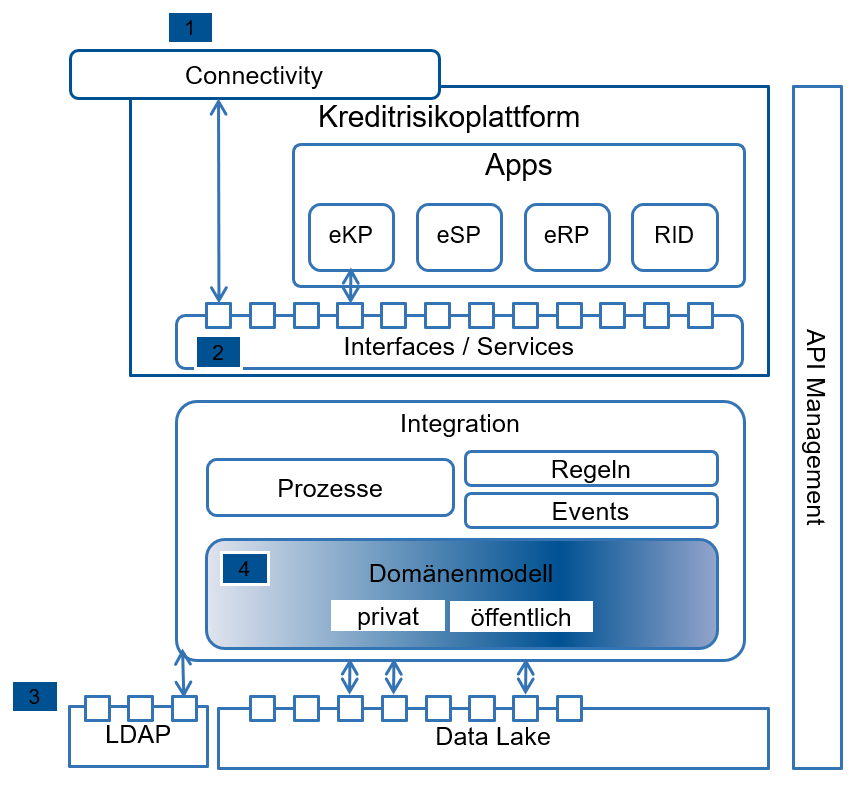 1
Connectivity
Kreditrisikoplattform
Apps
eKP
eSP
eRP
RID
2
Interfaces / Services
Integration
Prozesse
Regeln
Events
4
Domänenmodell
privat
öffentlich
3
LDAP
Data Lake
API Management